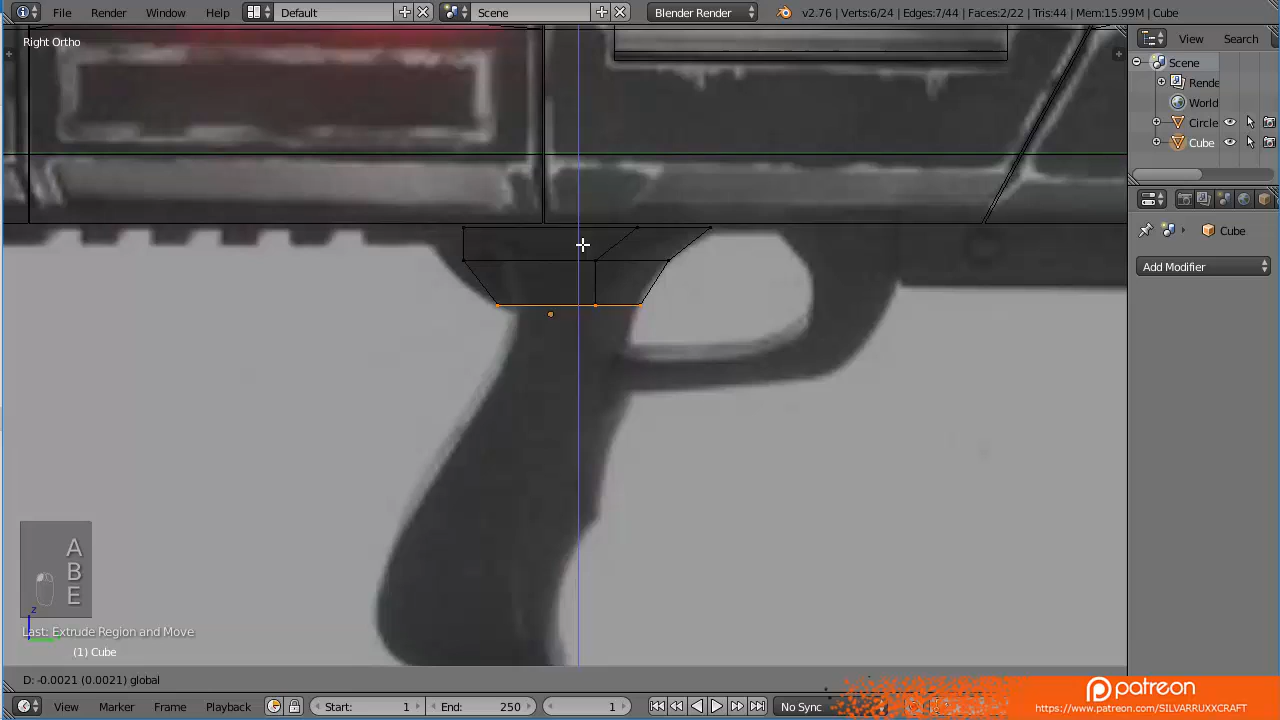 File Render Window Help Default Scene Blender Render v2.76 | Verts:6/24 | Edges:7/44 | Faces:2/22 | Tris:44 | Mem:15.99M | Cube
Right Ortho
View Search
Scene
Rende
World
Circle
Cube
Cube
Add Modifier
A
B
E
z
Last: Extrude Region and Move
(1) Cube
D: -0.0021 (0.0021) global
View Marker Frame Playback Start: End: 250 1 No Sync
patreon
https://www.patreon.com/SILVARRUXXCRAFT